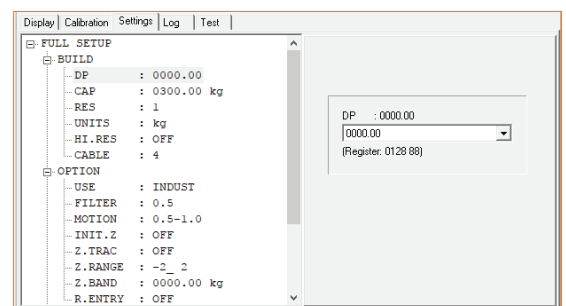 Display Calibration Settings Log Test
FULL SETUP
BUILD
DP : 0000.00
CAP : 0300.00 kg
RES : 1
UNITS : kg
HI.RES : OFF
CABLE : 4
OPTION
USE : INDUST
FILTER : 0.5
MOTION : 0.5-1.0
INIT.Z : OFF
Z.TRAC : OFF
Z.RANGE : -2_ 2
Z.BAND : 0000.00 kg
R.ENTRY : OFF
DP : 0000.00
0000.00
(Register: 0128 88)